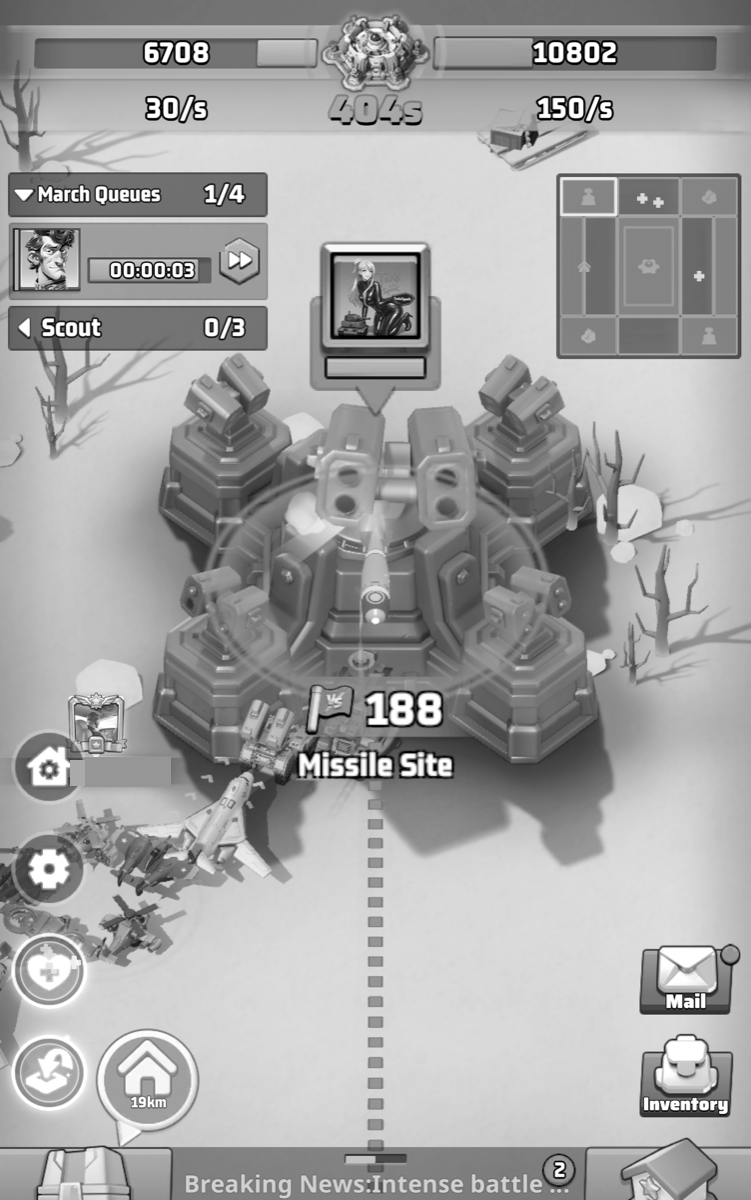 6708
10802
30/s
404s
150/s
March Queues 1/4
00:00:03
Scout 0/3
188
Missile Site
19km
Mail
Inventory
2
Breaking News:Intense battle ...